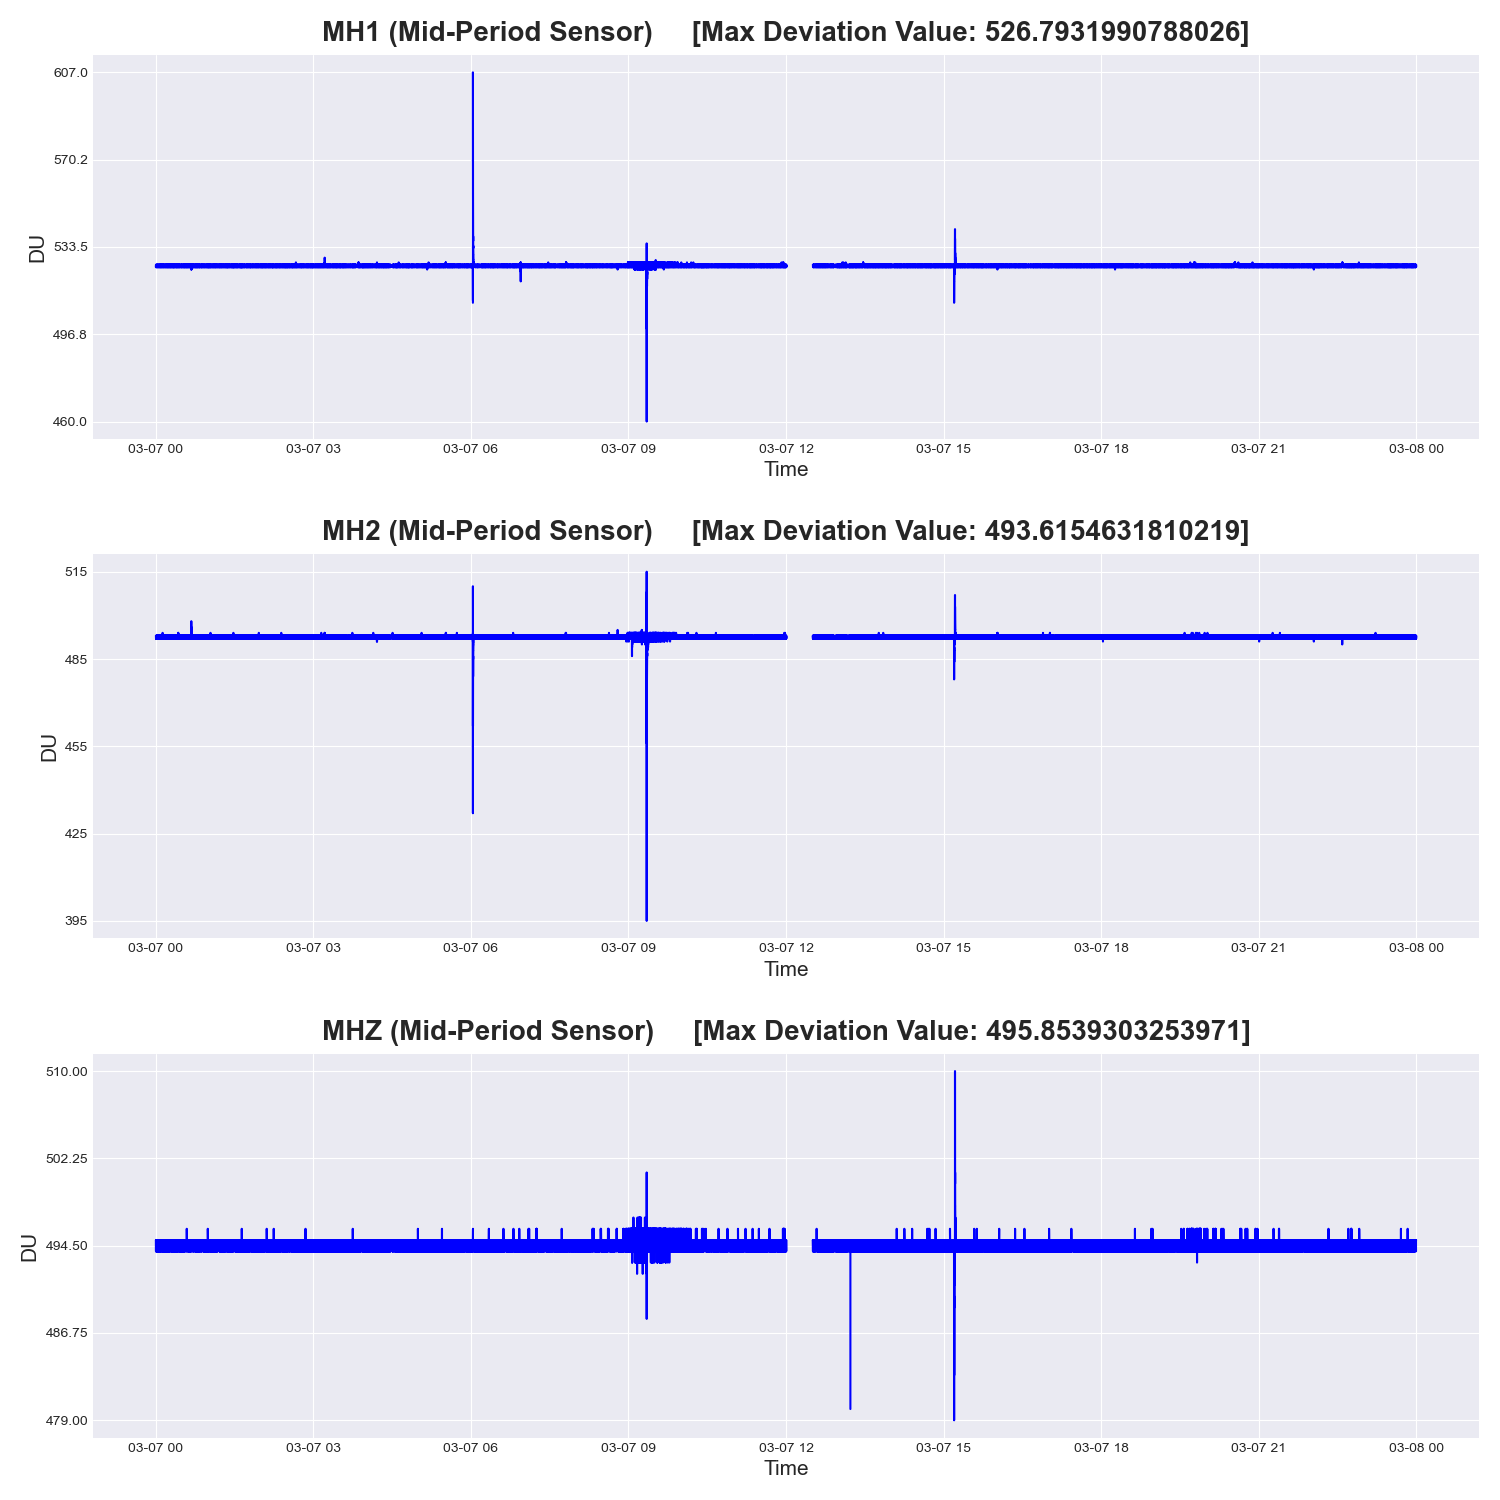 MH1 (Mid-Period Sensor) [Max Deviation Value: 526.7931990788026]
607.0
570.2
533.5
496.8
460.0
DU
03-07 00 03-07 03 03-07 06 03-07 09 03-07 12 03-07 15 03-07 18 03-07 21 03-08 00
Time
MH2 (Mid-Period Sensor) [Max Deviation Value: 493.6154631810219]
515
485
455
425
395
DU
03-07 00 03-07 03 03-07 06 03-07 09 03-07 12 03-07 15 03-07 18 03-07 21 03-08 00
Time
MHZ (Mid-Period Sensor) [Max Deviation Value: 495.8539303253971]
510.00
502.25
494.50
486.75
479.00
DU
03-07 00 03-07 03 03-07 06 03-07 09 03-07 12 03-07 15 03-07 18 03-07 21 03-08 00
Time